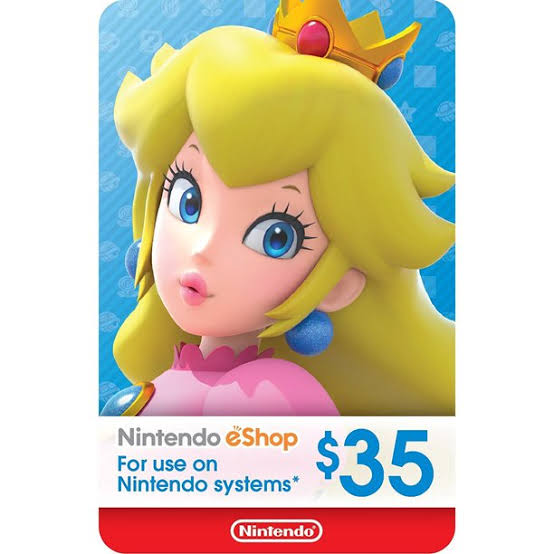 Nintendo eShop
For use on
Nintendo systems*
$35
Nintendo